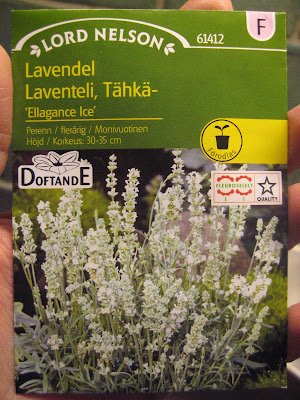 LORD NELSON
61412
F
Lavendel
Laventeli, Tähkä-
'Ellagance Ice'
Perenn / flerårig / Monivuotinen
Höjd / Korkeus: 30-35 cm
Förodlas
DOFTANDE
FLEUROSELECT
QUALITY